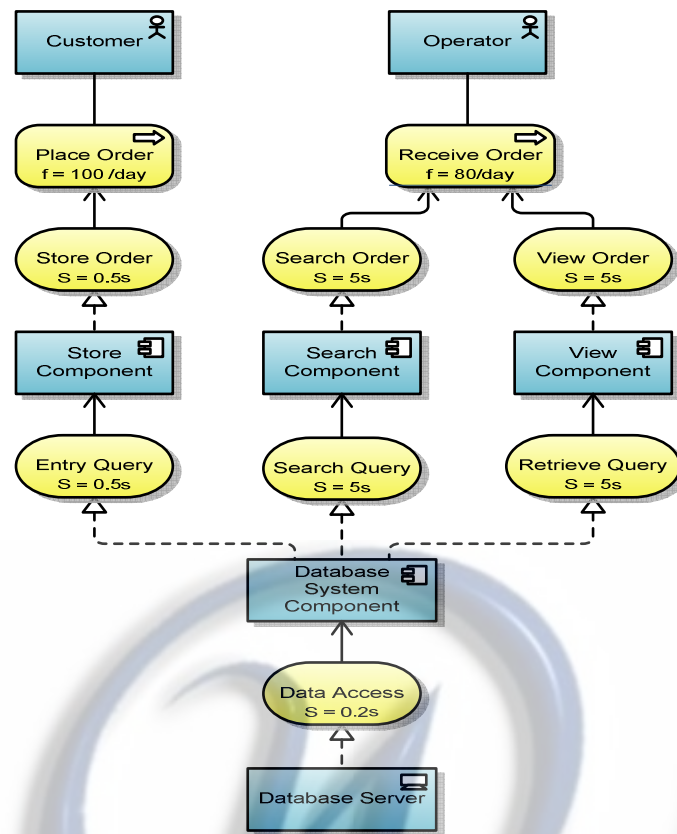 Customer
Operator
Place Order
f = 100 /day
Receive Order
f = 80/day
Store Order
S = 0.5s
Search Order
S = 5s
View Order
S = 5s
Store
Component
Search
Component
View
Component
Entry Query
S = 0.5s
Search Query
S = 5s
Retrieve Query
S = 5s
Database
System
Component
Data Access
S = 0.2s
Database Server